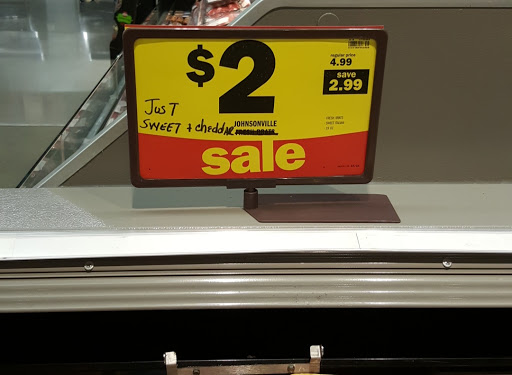 $2
regular price
4.99
save
2.99
JUST
SWEET + cheddar
JOHNSONVILLE
sale